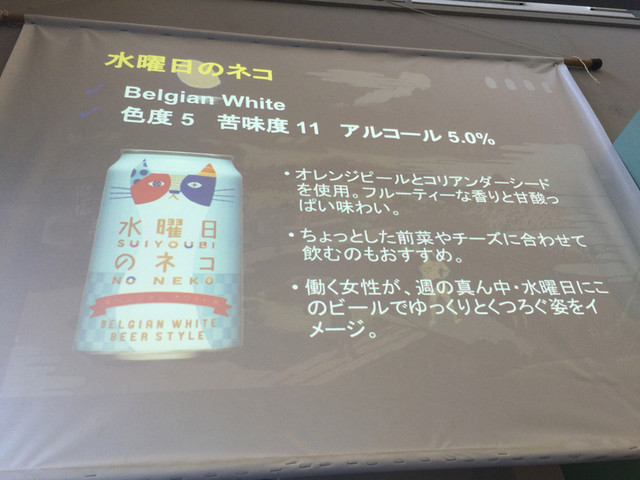 水曜日のネコ
Belgian White
色度 5 苦味度 11 アルコール 5.0%
・オレンジピールとコリアンダーシード
を使用。フルーティーな香りと甘酸っ
ぱい味わい。
・ちょっとした前菜やチーズに合わせて
飲むのもおすすめ。
・働く女性が、週の真ん中・水曜日にこ
のビールでゆっくりとくつろぐ姿をイ
メージ。
水曜日
SUIYOUBI
のネコ
NO NEKO
BELGIAN WHITE
BEER STYLE